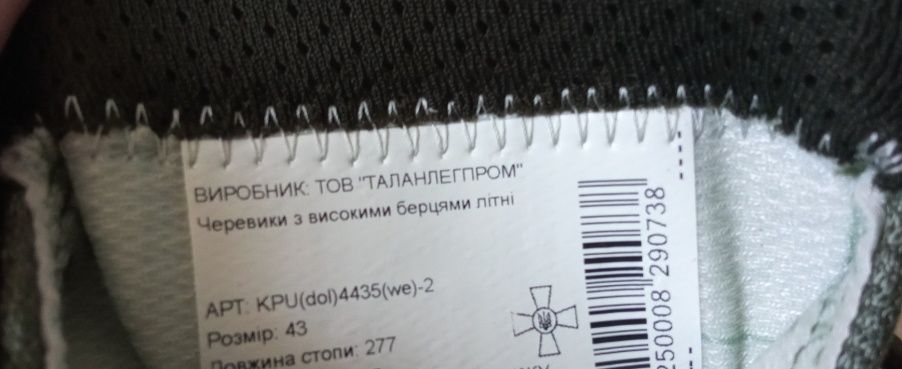 ВИРОБНИК: ТОВ "ТАЛАНЛЕГПРОМ"
Черевики з високими берцями літні
АРТ: KPU(dol)4435(we)-2
Розмір: 43
Довжина стопи: 277
250008 290738